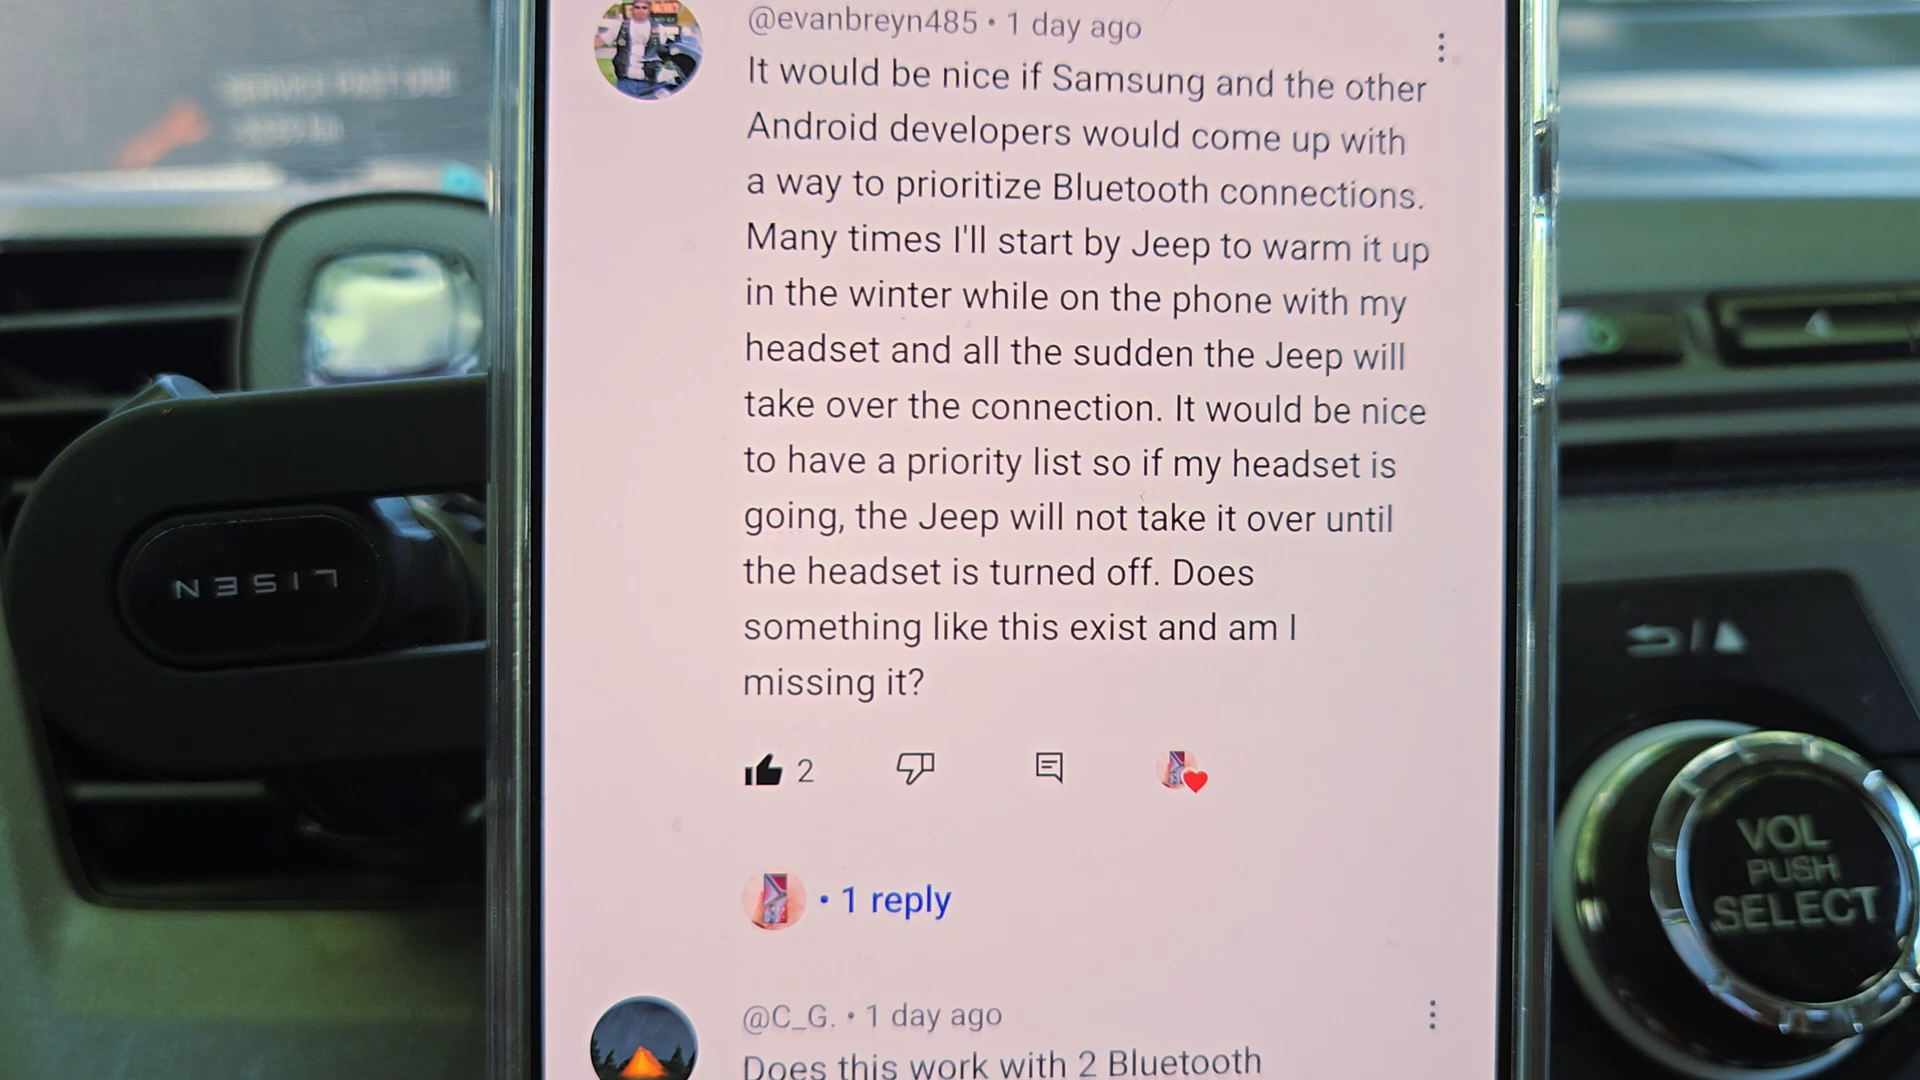 @evanbreyn485 • 1 day ago
It would be nice if Samsung and the other
Android developers would come up with
a way to prioritize Bluetooth connections.
Many times I'll start by Jeep to warm it up
in the winter while on the phone with my
headset and all the sudden the Jeep will
take over the connection. It would be nice
to have a priority list so if my headset is
going, the Jeep will not take it over until
the headset is turned off. Does
something like this exist and am I
missing it?
2
• 1 reply
@C_G. • 1 day ago
Does this work with 2 Bluetooth
LISEN
VOL
PUSH
SELECT